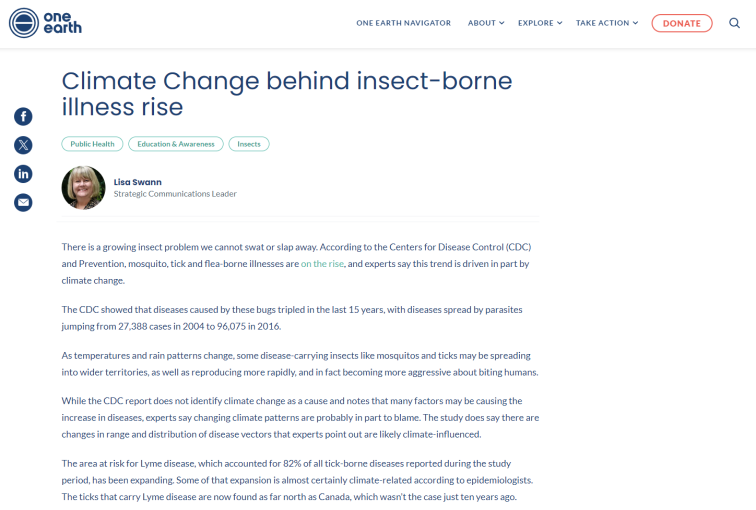 one
earth
ONE EARTH NAVIGATOR ABOUT EXPLORE TAKE ACTION DONATE
Climate Change behind insect-borne
illness rise
Public Health Education & Awareness Insects
Lisa Swann
Strategic Communications Leader
There is a growing insect problem we cannot swat or slap away. According to the Centers for Disease Control (CDC)
and Prevention, mosquito, tick and flea-borne illnesses are on the rise, and experts say this trend is driven in part by
climate change.
The CDC showed that diseases caused by these bugs tripled in the last 15 years, with diseases spread by parasites
jumping from 27,388 cases in 2004 to 96,075 in 2016.
As temperatures and rain patterns change, some disease-carrying insects like mosquitos and ticks may be spreading
into wider territories, as well as reproducing more rapidly, and in fact becoming more aggressive about biting humans.
While the CDC report does not identify climate change as a cause and notes that many factors may be causing the
increase in diseases, experts say changing climate patterns are probably in part to blame. The study does say there are
changes in range and distribution of disease vectors that experts point out are likely climate-influenced.
The area at risk for Lyme disease, which accounted for 82% of all tick-borne diseases reported during the study
period, has been expanding. Some of that expansion is almost certainly climate-related according to epidemiologists.
The ticks that carry Lyme disease are now found as far north as Canada, which wasn't the case just ten years ago.